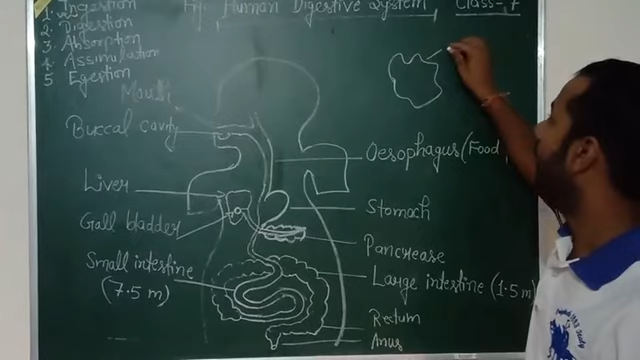 Fig: Human Digestive System
Class-7
1. Ingestion
2. Digestion
3. Absorption
4. Assimilation
5 Egestion
Mouth
Buccal cavity
Liver
Gall bladder
Small intestine
(7.5 m)
Oesophagus (Food
Stomach
Pancrease
Large intestine (1.5 m)
Rectum
Anus